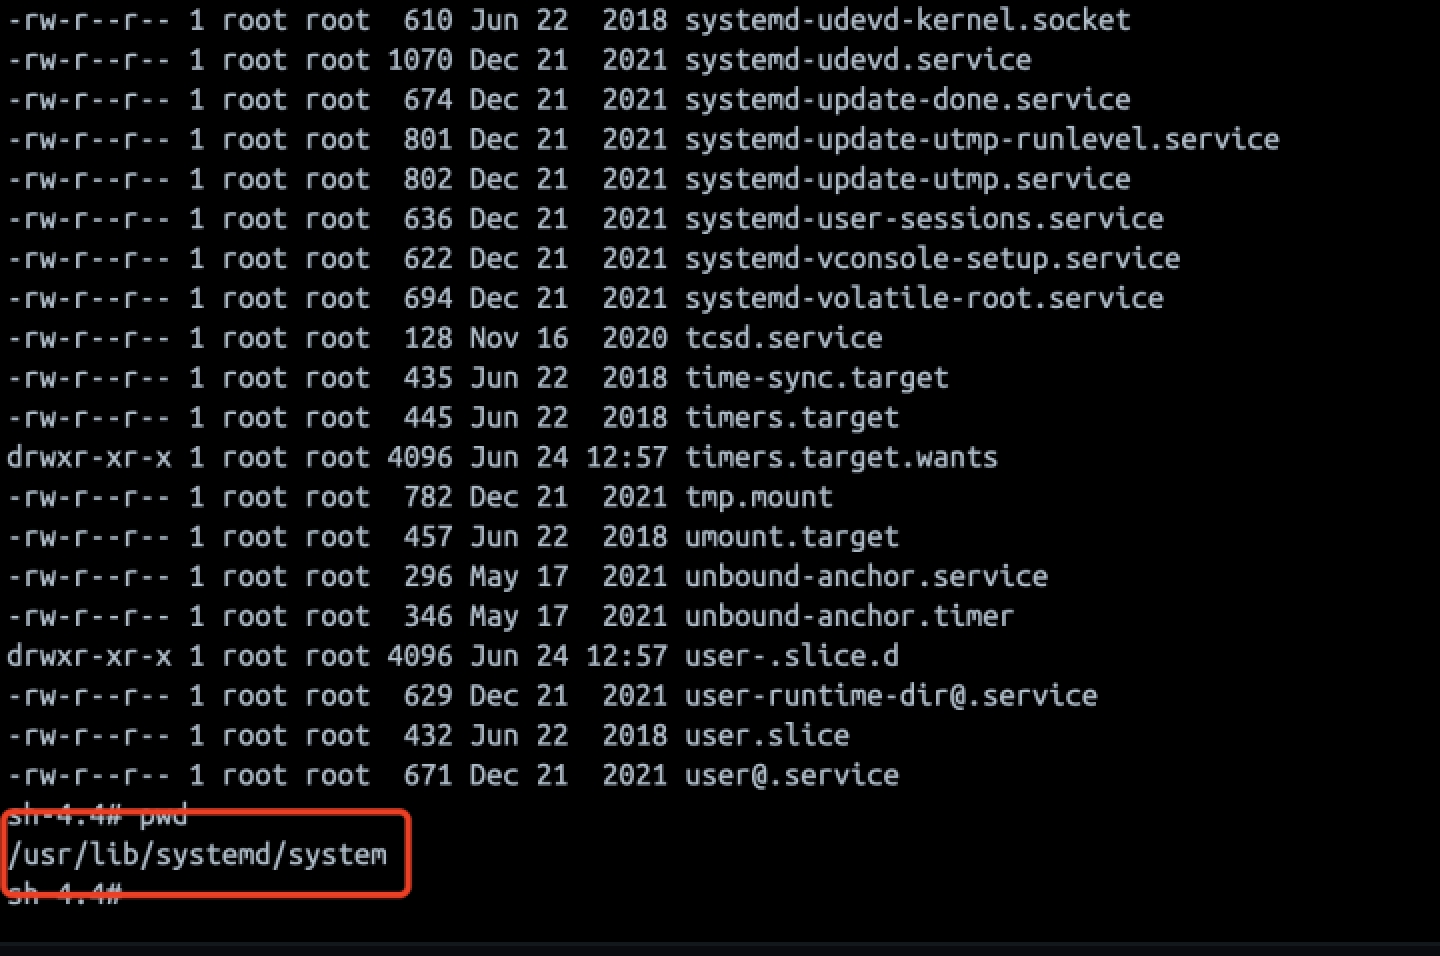 -rw-r--r-- 1 root root  610 Jun 22  2018 systemd-udevd-kernel.socket
-rw-r--r-- 1 root root 1070 Dec 21  2021 systemd-udevd.service
-rw-r--r-- 1 root root  674 Dec 21  2021 systemd-update-done.service
-rw-r--r-- 1 root root  801 Dec 21  2021 systemd-update-utmp-runlevel.service
-rw-r--r-- 1 root root  802 Dec 21  2021 systemd-update-utmp.service
-rw-r--r-- 1 root root  636 Dec 21  2021 systemd-user-sessions.service
-rw-r--r-- 1 root root  622 Dec 21  2021 systemd-vconsole-setup.service
-rw-r--r-- 1 root root  694 Dec 21  2021 systemd-volatile-root.service
-rw-r--r-- 1 root root  128 Nov 16  2020 tcsd.service
-rw-r--r-- 1 root root  435 Jun 22  2018 time-sync.target
-rw-r--r-- 1 root root  445 Jun 22  2018 timers.target
drwxr-xr-x 1 root root 4096 Jun 24 12:57 timers.target.wants
-rw-r--r-- 1 root root  782 Dec 21  2021 tmp.mount
-rw-r--r-- 1 root root  457 Jun 22  2018 umount.target
-rw-r--r-- 1 root root  296 May 17  2021 unbound-anchor.service
-rw-r--r-- 1 root root  346 May 17  2021 unbound-anchor.timer
drwxr-xr-x 1 root root 4096 Jun 24 12:57 user-.slice.d
-rw-r--r-- 1 root root  629 Dec 21  2021 user-runtime-dir@.service
-rw-r--r-- 1 root root  432 Jun 22  2018 user.slice
-rw-r--r-- 1 root root  671 Dec 21  2021 user@.service
sh-4.4# pwd
/usr/lib/systemd/system
sh-4.4#